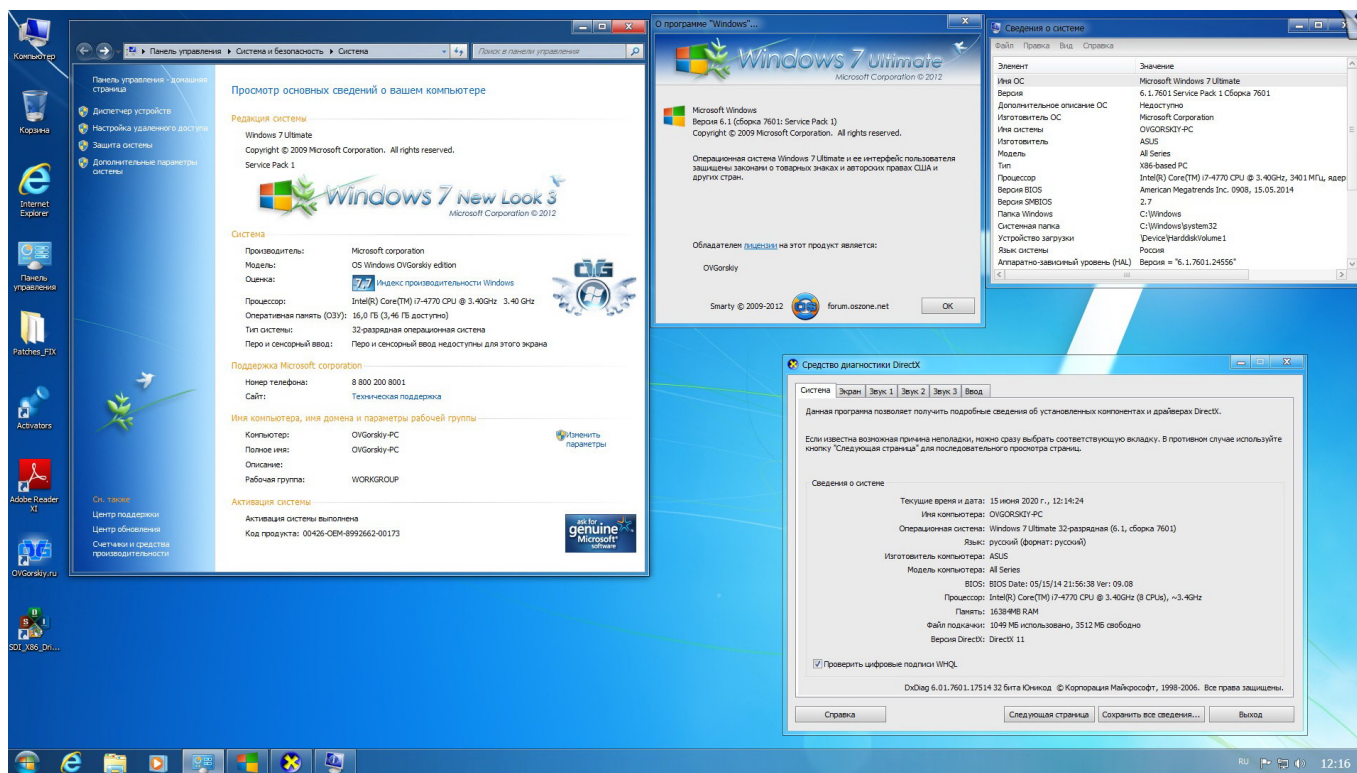 Компьютер
Корзина
Internet
Explorer
Панель
управления
Patches_FIX
Activators
Adobe Reader
XI
OVGorskiy.ru
SDI_X86_Dri...
Панель управления ▸ Система и безопасность ▸ Система
Поиск в панели управления
Панель управления - домашняя
страница
Диспетчер устройств
Настройка удаленного доступа
Защита системы
Дополнительные параметры
системы
См. также
Центр поддержки
Центр обновления
Счетчики и средства
производительности
Просмотр основных сведений о вашем компьютере
Редакция системы
Windows 7 Ultimate
Copyright © 2009 Microsoft Corporation. All rights reserved.
Service Pack 1
Windows 7 New Look 3
Microsoft Corporation © 2012
Система
Производитель: Microsoft corporation
Модель: OS Windows OVGorskiy edition
Оценка: 7,7 Индекс производительности Windows
Процессор: Intel(R) Core(TM) i7-4770 CPU @ 3.40GHz 3.40 GHz
Оперативная память (ОЗУ): 16,0 ГБ (3,46 ГБ доступно)
Тип системы: 32-разрядная операционная система
Перо и сенсорный ввод: Перо и сенсорный ввод недоступны для этого экрана
OVG
Поддержка Microsoft corporation
Номер телефона: 8 800 200 8001
Сайт: Техническая поддержка
Имя компьютера, имя домена и параметры рабочей группы
Компьютер: OVGorskiy-PC
Изменить
параметры
Полное имя: OVGorskiy-PC
Описание:
Рабочая группа: WORKGROUP
Активация системы
Активация системы выполнена
Код продукта: 00426-OEM-8992662-00173
ask for
genuine
Microsoft
software
О программе "Windows"...
Windows 7 Ultimate
Microsoft Corporation © 2012
Microsoft Windows
Версия 6.1 (сборка 7601: Service Pack 1)
Copyright © 2009 Microsoft Corporation. All rights reserved.
Операционная система Windows 7 Ultimate и ее интерфейс пользователя
защищены законами о товарных знаках и авторских правах США и
других стран.
Обладателем лицензии на этот продукт является:
OVGorskiy
Smarty © 2009-2012 forum.oszone.net
OK
Сведения о системе
Файл Правка Вид Справка
Элемент Значение
Имя ОС Microsoft Windows 7 Ultimate
Версия 6.1.7601 Service Pack 1 Сборка 7601
Дополнительное описание ОС Недоступно
Изготовитель ОС Microsoft Corporation
Имя системы OVGORSKIY-PC
Изготовитель ASUS
Модель All Series
Тип X86-based PC
Процессор Intel(R) Core(TM) i7-4770 CPU @ 3.40GHz, 3401 МГц, ядер
Версия BIOS American Megatrends Inc. 0908, 15.05.2014
Версия SMBIOS 2.7
Папка Windows C:\Windows
Системная папка C:\Windows\system32
Устройство загрузки \Device\HarddiskVolume1
Язык системы Россия
Аппаратно-зависимый уровень (HAL) Версия = "6.1.7601.24556"
Средство диагностики DirectX
Система Экран Звук 1 Звук 2 Звук 3 Ввод
Данная программа позволяет получить подробные сведения об установленных компонентах и драйверах DirectX.
Если известна возможная причина неполадки, можно сразу выбрать соответствующую вкладку. В противном случае используйте
кнопку "Следующая страница" для последовательного просмотра страниц.
Сведения о системе
Текущие время и дата: 15 июня 2020 г., 12:14:24
Имя компьютера: OVGORSKIY-PC
Операционная система: Windows 7 Ultimate 32-разрядная (6.1, сборка 7601)
Язык: русский (формат: русский)
Изготовитель компьютера: ASUS
Модель компьютера: All Series
BIOS: BIOS Date: 05/15/14 21:56:38 Ver: 09.08
Процессор: Intel(R) Core(TM) i7-4770 CPU @ 3.40GHz (8 CPUs), ~3.4GHz
Память: 16384MB RAM
Файл подкачки: 1049 МБ использовано, 3512 МБ свободно
Версия DirectX: DirectX 11
Проверить цифровые подписи WHQL
DxDiag 6.01.7601.17514 32 бита Юникод © Корпорация Майкрософт, 1998-2006. Все права защищены.
Справка
Следующая страница
Сохранить все сведения...
Выход
RU
12:16